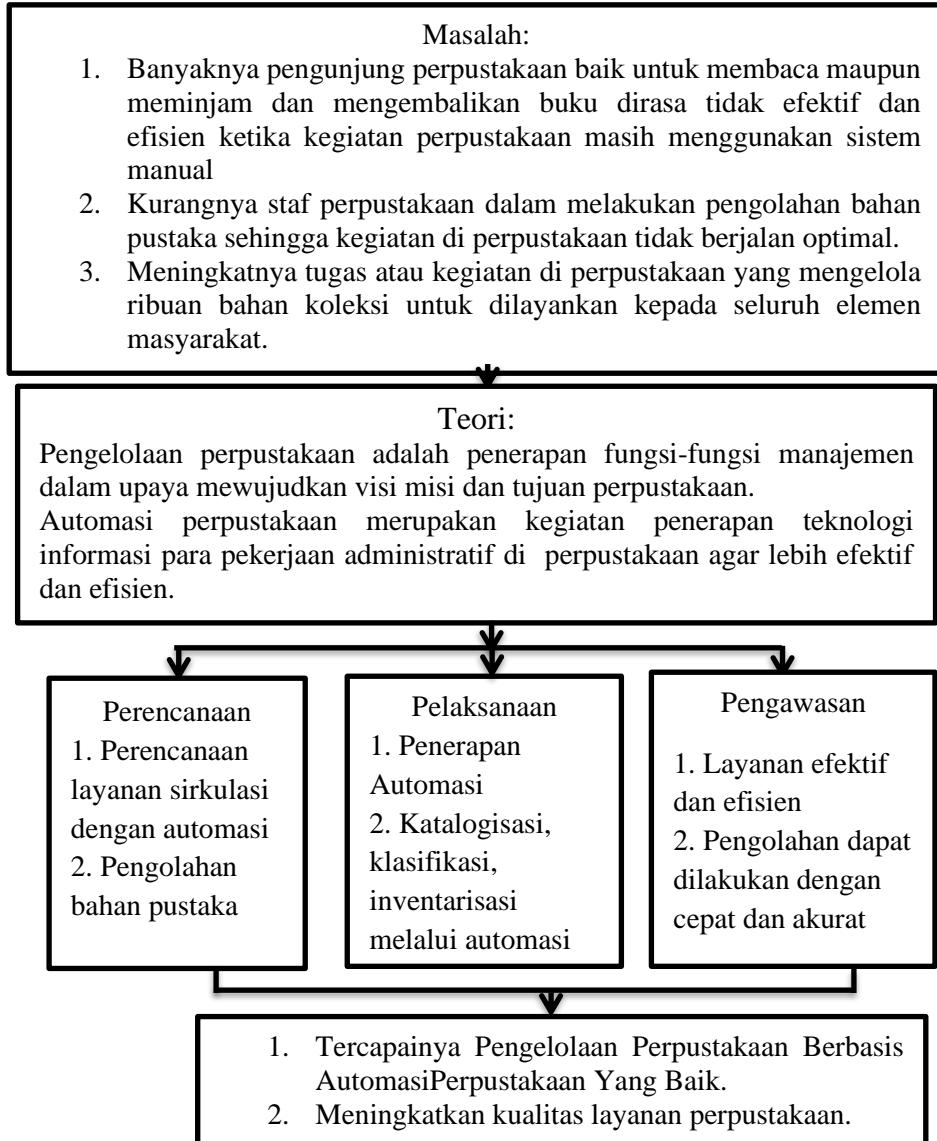 Masalah:
1. Banyaknya pengunjung perpustakaan baik untuk membaca maupun
meminjam dan mengembalikan buku dirasa tidak efektif dan
efisien ketika kegiatan perpustakaan masih menggunakan sistem
manual
2. Kurangnya staf perpustakaan dalam melakukan pengolahan bahan
pustaka sehingga kegiatan di perpustakaan tidak berjalan optimal.
3. Meningkatnya tugas atau kegiatan di perpustakaan yang mengelola
ribuan bahan koleksi untuk dilayankan kepada seluruh elemen
masyarakat.
Teori:
Pengelolaan perpustakaan adalah penerapan fungsi-fungsi manajemen
dalam upaya mewujudkan visi misi dan tujuan perpustakaan.
Automasi perpustakaan merupakan kegiatan penerapan teknologi
informasi para pekerjaan administratif di perpustakaan agar lebih efektif
dan efisien.
Perencanaan
1. Perencanaan
layanan sirkulasi
dengan automasi
2. Pengolahan
bahan pustaka
Pelaksanaan
1. Penerapan
Automasi
2. Katalogisasi,
klasifikasi,
inventarisasi
melalui automasi
Pengawasan
1. Layanan efektif
dan efisien
2. Pengolahan dapat
dilakukan dengan
cepat dan akurat
1. Tercapainya Pengelolaan Perpustakaan Berbasis
AutomasiPerpustakaan Yang Baik.
2. Meningkatkan kualitas layanan perpustakaan.